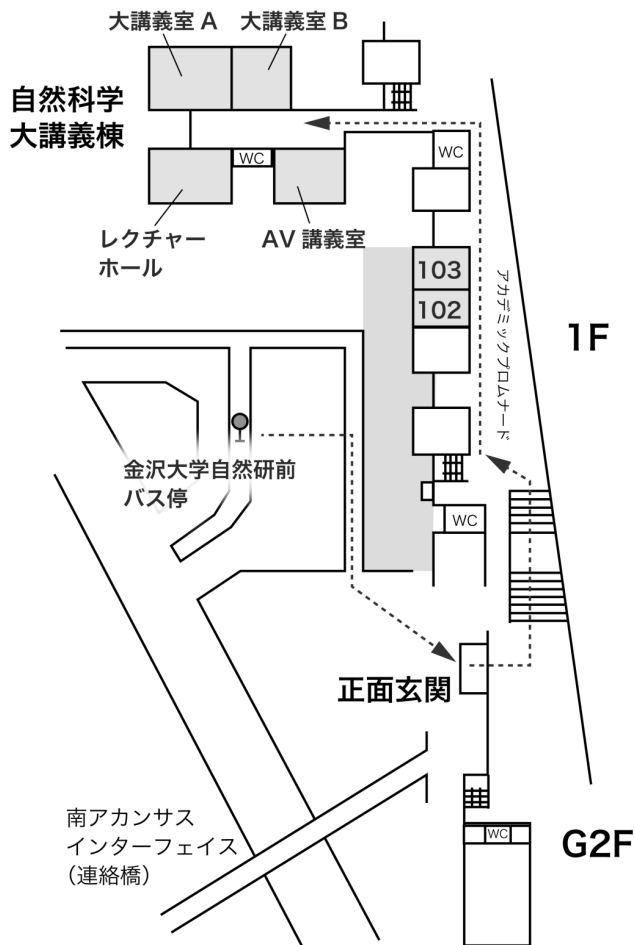 大講義室 A
大講義室 B
自然科学
大講義棟
WC
WC
レクチャー
ホール
AV 講義室
103
102
アカデミックプロムナード
1F
金沢大学自然研前
バス停
WC
正面玄関
南アカンサス
インターフェイス
（連絡橋）
WC
G2F